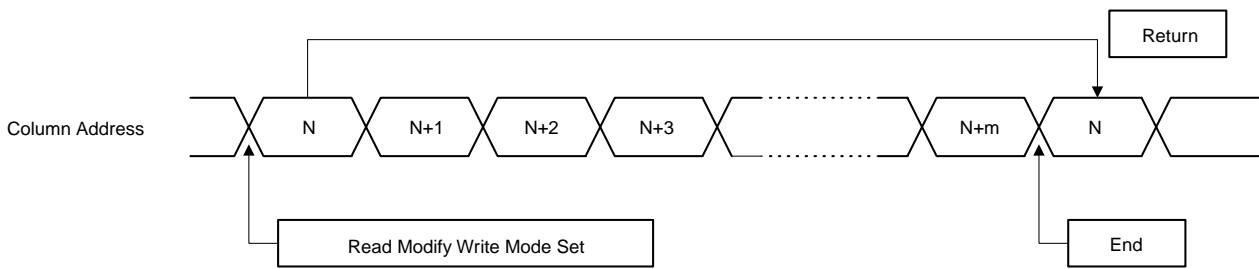 Return
Column Address
N
N+1
N+2
N+3
N+m
N
Read Modify Write Mode Set
End